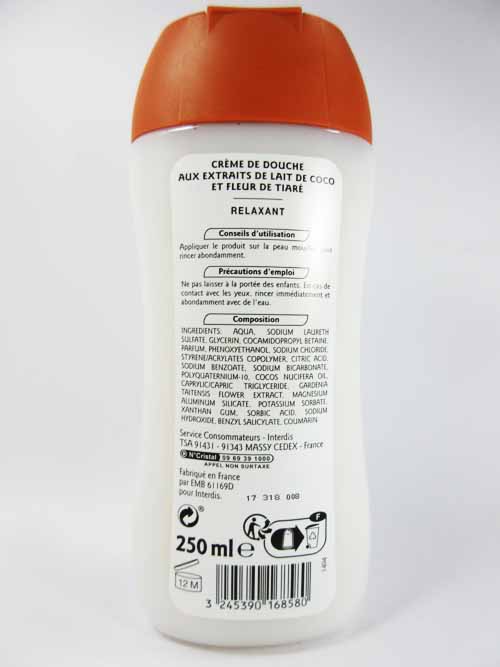 CRÈME DE DOUCHE
AUX EXTRAITS DE LAIT DE COCO
ET FLEUR DE TIARÉ
RELAXANT
Conseils d'utilisation
Appliquer le produit sur la peau puis
rincer abondamment.
Précautions d'emploi
Ne pas laisser à la portée des enfants. En cas de
contact avec les yeux, rincer immédiatement et
abondamment avec de l'eau.
Composition
INGREDIENTS: AQUA, SODIUM LAURETH
SULFATE, GLYCERIN, COCAMIDOPROPYL BETAINE,
PARFUM, PHENOXYETHANOL, SODIUM CHLORIDE,
STYRENE/ACRYLATES COPOLYMER, CITRIC ACID,
SODIUM BENZOATE, SODIUM BICARBONATE,
POLYQUATERNIUM-10, COCOS NUCIFERA OIL,
CAPRYLIC/CAPRIC TRIGLYCERIDE, GARDENIA
TAITENSIS FLOWER EXTRACT, MAGNESIUM
ALUMINUM SILICATE, POTASSIUM SORBATE,
XANTHAN GUM, SORBIC ACID, SODIUM
HYDROXIDE, BENZYL SALICYLATE, COUMARIN
Service Consommateurs - Interdis
TSA 91431 - 91343 MASSY CEDEX - France
N°Cristal 09 69 39 1000
APPEL NON SURTAXE
Fabriqué en France
par EMB 61169D
pour Interdis.
17 318 008
F
250 ml e
12 M
1404
3 245390 168580